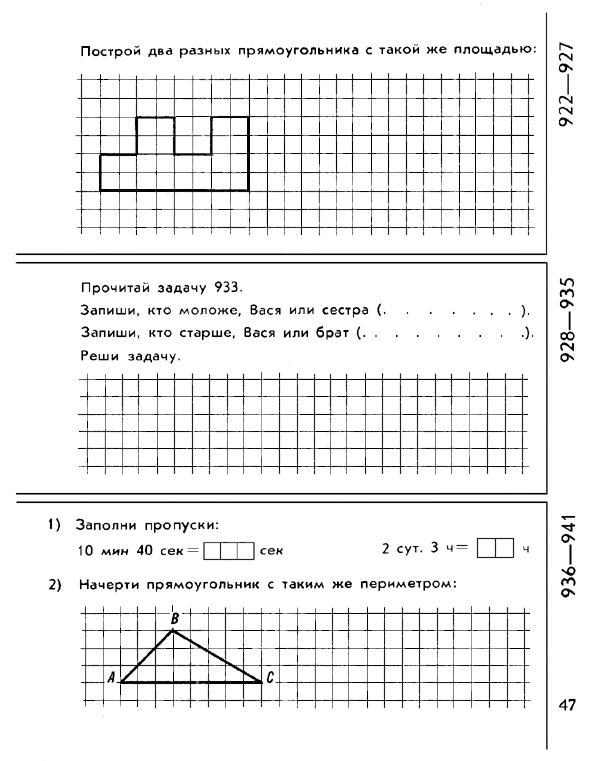 Построй два разных прямоугольника с такой же площадью:
922—927
Прочитай задачу 933.
Запиши, кто моложе, Вася или сестра (. . . . . . . . ).
Запиши, кто старше, Вася или брат (. . . . . . . . . .).
Реши задачу.
928—935
1) Заполни пропуски:
10 мин 40 сек = сек 2 сут. 3 ч = ч
2) Начерти прямоугольник с таким же периметром:
B
A C
936—941
47